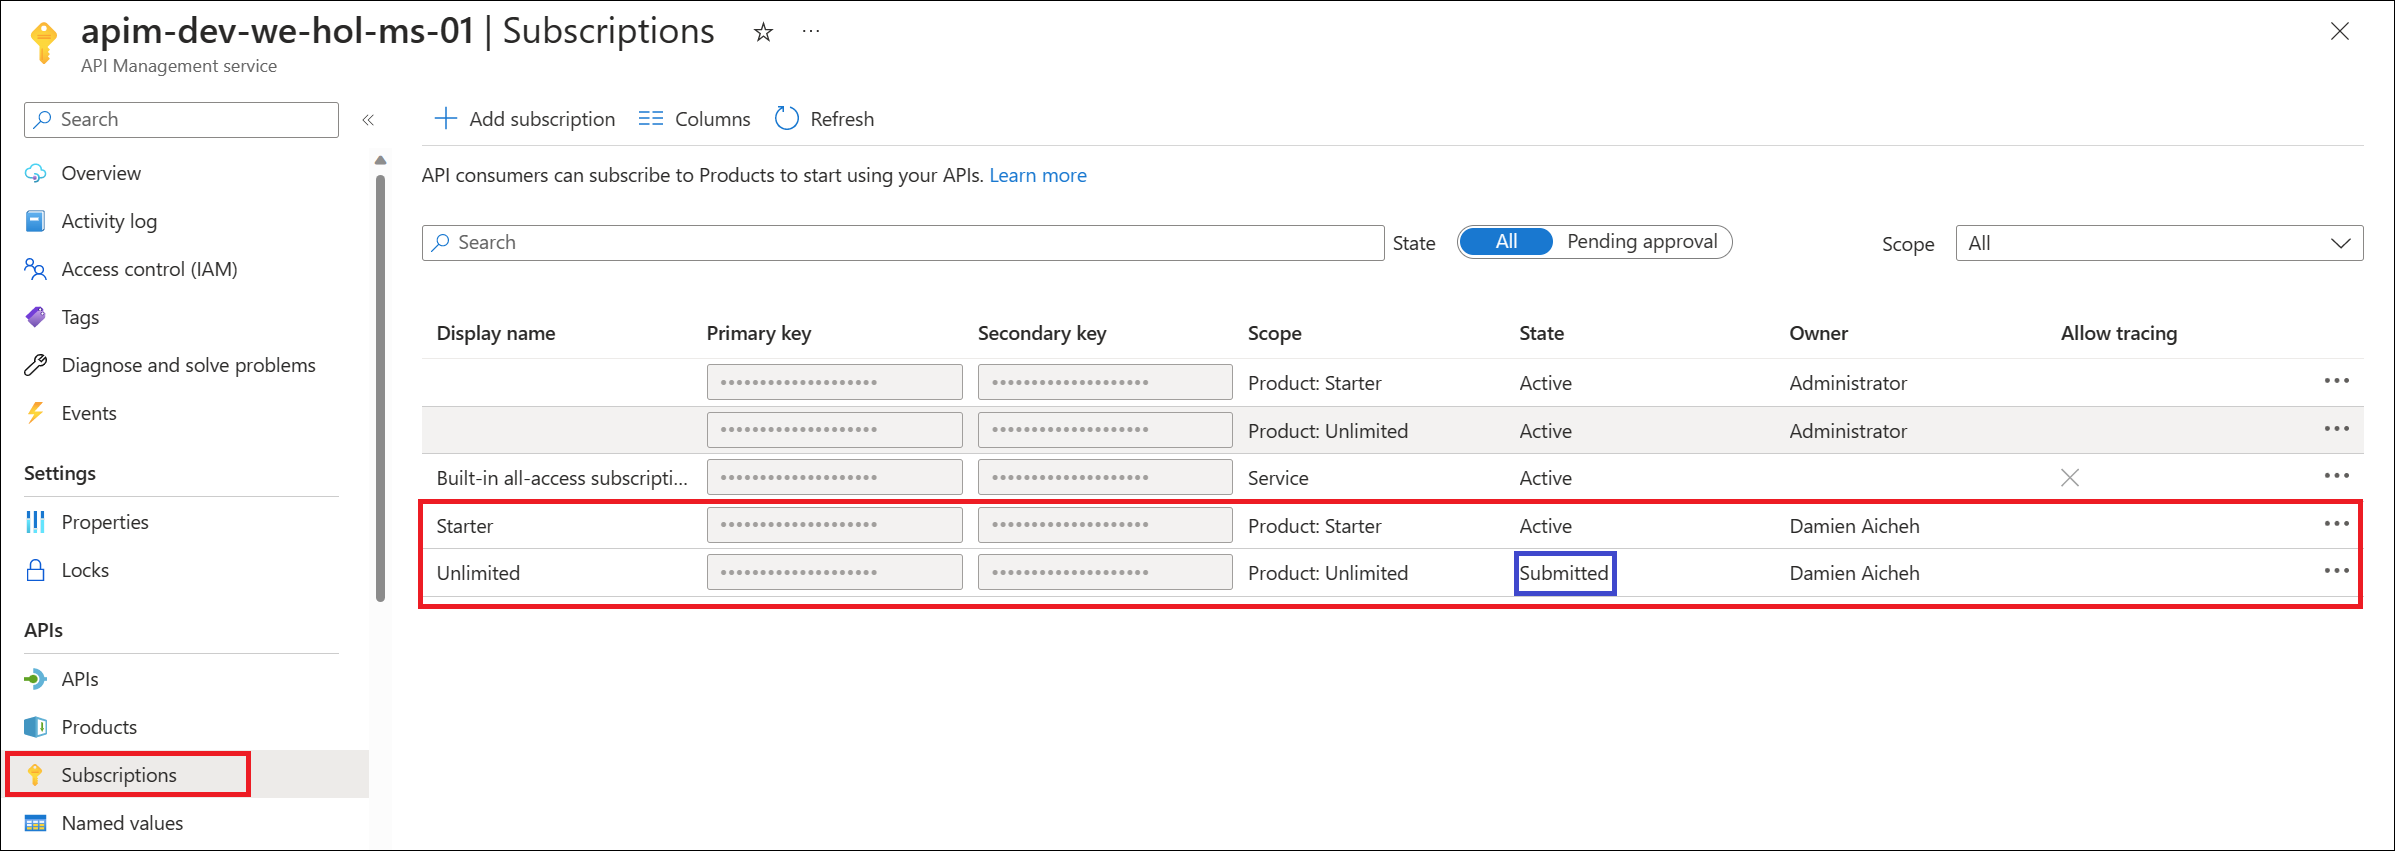 apim-dev-we-hol-ms-01 | Subscriptions
API Management service
Search
Overview
Activity log
Access control (IAM)
Tags
Diagnose and solve problems
Events
Settings
Properties
Locks
APIs
APIs
Products
Subscriptions
Named values
Add subscription Columns Refresh
API consumers can subscribe to Products to start using your APIs. Learn more
Search State All Pending approval Scope All
Display name Primary key Secondary key Scope State Owner Allow tracing
•••••••••••••••••••• •••••••••••••••••••• Product: Starter Active Administrator
•••••••••••••••••••• •••••••••••••••••••• Product: Unlimited Active Administrator
Built-in all-access subscripti... •••••••••••••••••••• •••••••••••••••••••• Service Active
Starter •••••••••••••••••••• •••••••••••••••••••• Product: Starter Active Damien Aicheh
Unlimited •••••••••••••••••••• •••••••••••••••••••• Product: Unlimited Submitted Damien Aicheh